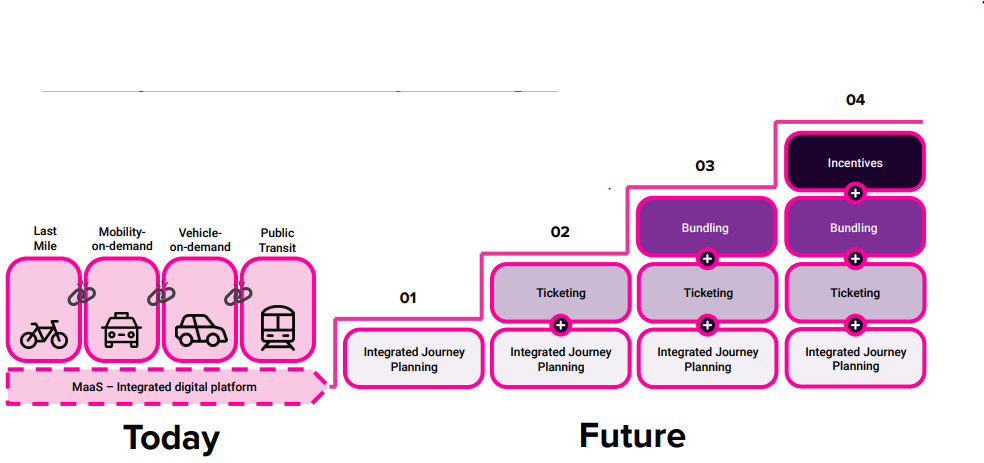 04
Incentives
03
Bundling
Bundling
02
Ticketing
Ticketing
Ticketing
01
Integrated Journey
Planning
Integrated Journey
Planning
Integrated Journey
Planning
Integrated Journey
Planning
Last
Mile
Mobility-
on-demand
Vehicle-
on-demand
Public
Transit
MaaS – Integrated digital platform
Today
Future